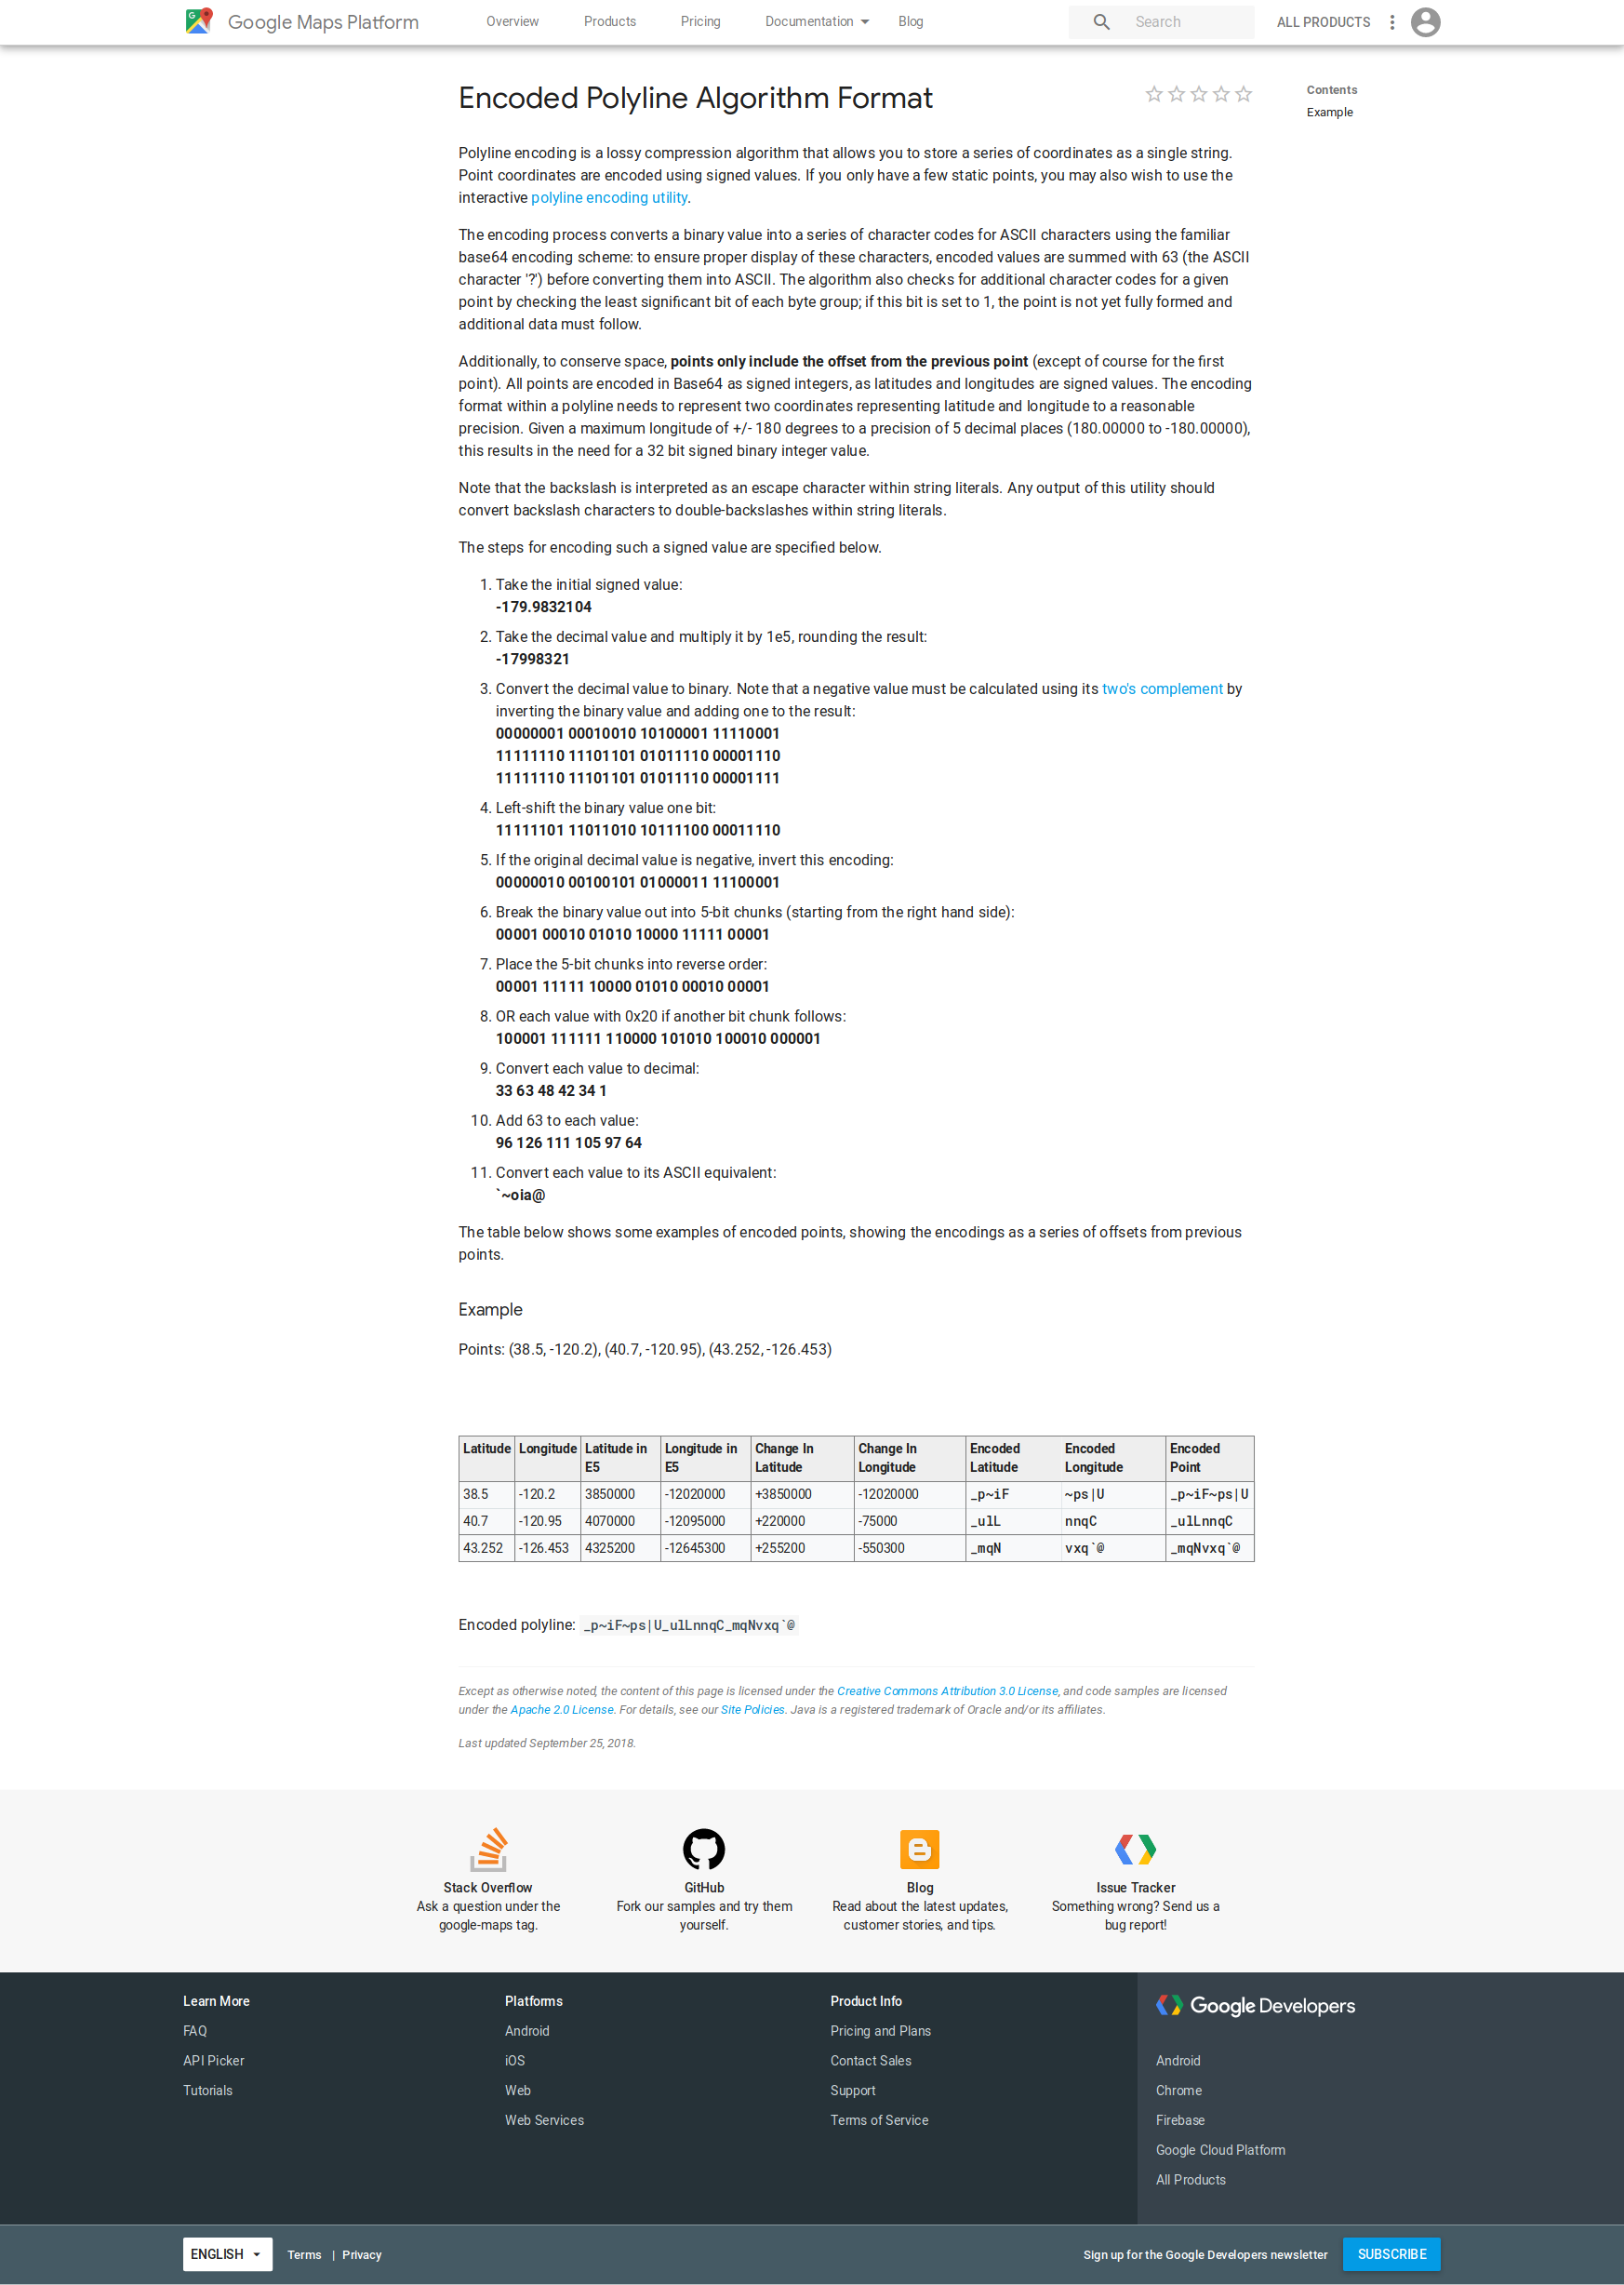 Google Maps Platform
Overview
Products
Pricing
Documentation
Blog
Search
ALL PRODUCTS
Encoded Polyline Algorithm Format
Contents
Example
Polyline encoding is a lossy compression algorithm that allows you to store a series of coordinates as a single string.
Point coordinates are encoded using signed values. If you only have a few static points, you may also wish to use the
interactive polyline encoding utility.
The encoding process converts a binary value into a series of character codes for ASCII characters using the familiar
base64 encoding scheme: to ensure proper display of these characters, encoded values are summed with 63 (the ASCII
character '?') before converting them into ASCII. The algorithm also checks for additional character codes for a given
point by checking the least significant bit of each byte group; if this bit is set to 1, the point is not yet fully formed and
additional data must follow.
Additionally, to conserve space, points only include the offset from the previous point (except of course for the first
point). All points are encoded in Base64 as signed integers, as latitudes and longitudes are signed values. The encoding
format within a polyline needs to represent two coordinates representing latitude and longitude to a reasonable
precision. Given a maximum longitude of +/- 180 degrees to a precision of 5 decimal places (180.00000 to -180.00000),
this results in the need for a 32 bit signed binary integer value.
Note that the backslash is interpreted as an escape character within string literals. Any output of this utility should
convert backslash characters to double-backslashes within string literals.
The steps for encoding such a signed value are specified below.
1. Take the initial signed value:
-179.9832104
2. Take the decimal value and multiply it by 1e5, rounding the result:
-17998321
3. Convert the decimal value to binary. Note that a negative value must be calculated using its two's complement by
inverting the binary value and adding one to the result:
00000001 00010010 10100001 11110001
11111110 11101101 01011110 00001110
11111110 11101101 01011110 00001111
4. Left-shift the binary value one bit:
11111101 11011010 10111100 00011110
5. If the original decimal value is negative, invert this encoding:
00000010 00100101 01000011 11100001
6. Break the binary value out into 5-bit chunks (starting from the right hand side):
00001 00010 01010 10000 11111 00001
7. Place the 5-bit chunks into reverse order:
00001 11111 10000 01010 00010 00001
8. OR each value with 0x20 if another bit chunk follows:
100001 111111 110000 101010 100010 000001
9. Convert each value to decimal:
33 63 48 42 34 1
10. Add 63 to each value:
96 126 111 105 97 64
11. Convert each value to its ASCII equivalent:
`~oia@
The table below shows some examples of encoded points, showing the encodings as a series of offsets from previous
points.
Example
Points: (38.5, -120.2), (40.7, -120.95), (43.252, -126.453)
Latitude Longitude Latitude in E5 Longitude in E5 Change In Latitude Change In Longitude Encoded Latitude Encoded Longitude Encoded Point
38.5 -120.2 3850000 -12020000 +3850000 -12020000 _p~iF ~ps|U _p~iF~ps|U
40.7 -120.95 4070000 -12095000 +220000 -75000 _ulL nnqC _ulLnnqC
43.252 -126.453 4325200 -12645300 +255200 -550300 _mqN vxq`@ _mqNvxq`@
Encoded polyline: _p~iF~ps|U_ulLnnqC_mqNvxq`@
Except as otherwise noted, the content of this page is licensed under the Creative Commons Attribution 3.0 License, and code samples are licensed
under the Apache 2.0 License. For details, see our Site Policies. Java is a registered trademark of Oracle and/or its affiliates.
Last updated September 25, 2018.
Stack Overflow
Ask a question under the
google-maps tag.
GitHub
Fork our samples and try them
yourself.
Blog
Read about the latest updates,
customer stories, and tips.
Issue Tracker
Something wrong? Send us a
bug report!
Learn More
FAQ
API Picker
Tutorials
Platforms
Android
iOS
Web
Web Services
Product Info
Pricing and Plans
Contact Sales
Support
Terms of Service
Google Developers
Android
Chrome
Firebase
Google Cloud Platform
All Products
ENGLISH
Terms | Privacy
Sign up for the Google Developers newsletter
SUBSCRIBE